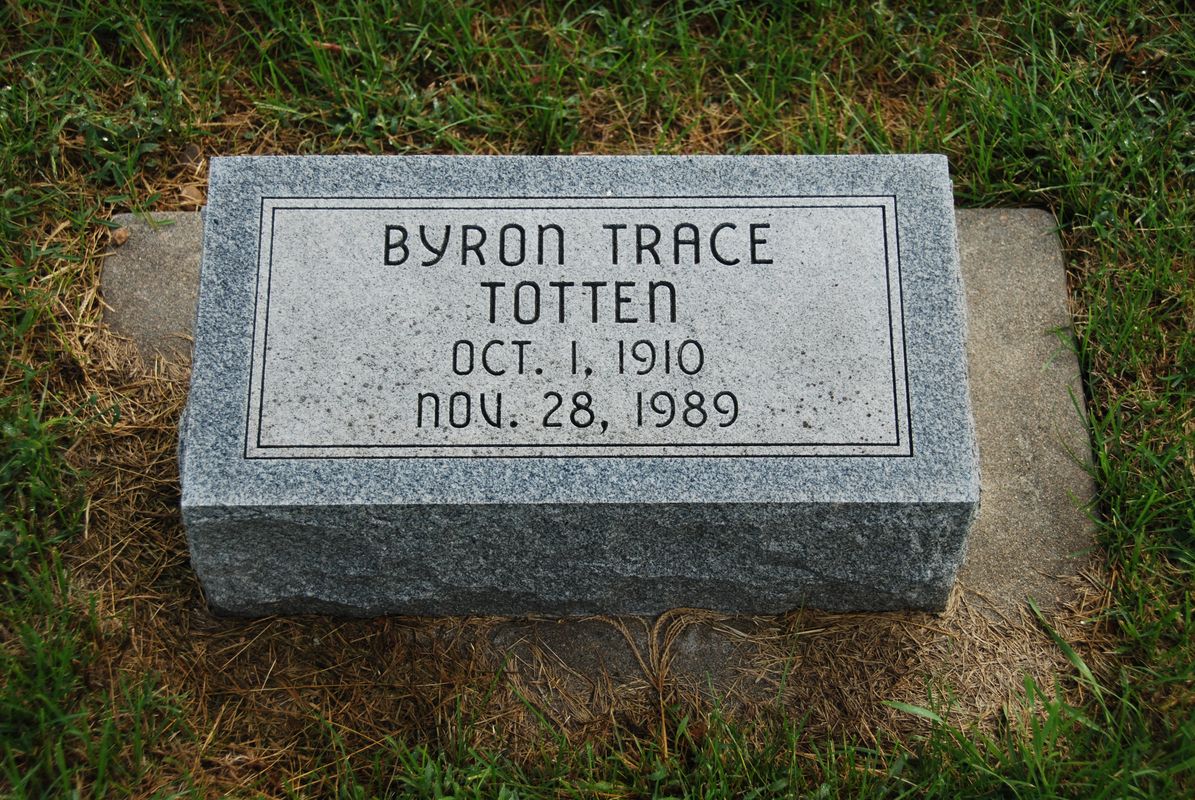 BYRON TRACE
TOTTEN
OCT. 1, 1910
NOV. 28, 1989